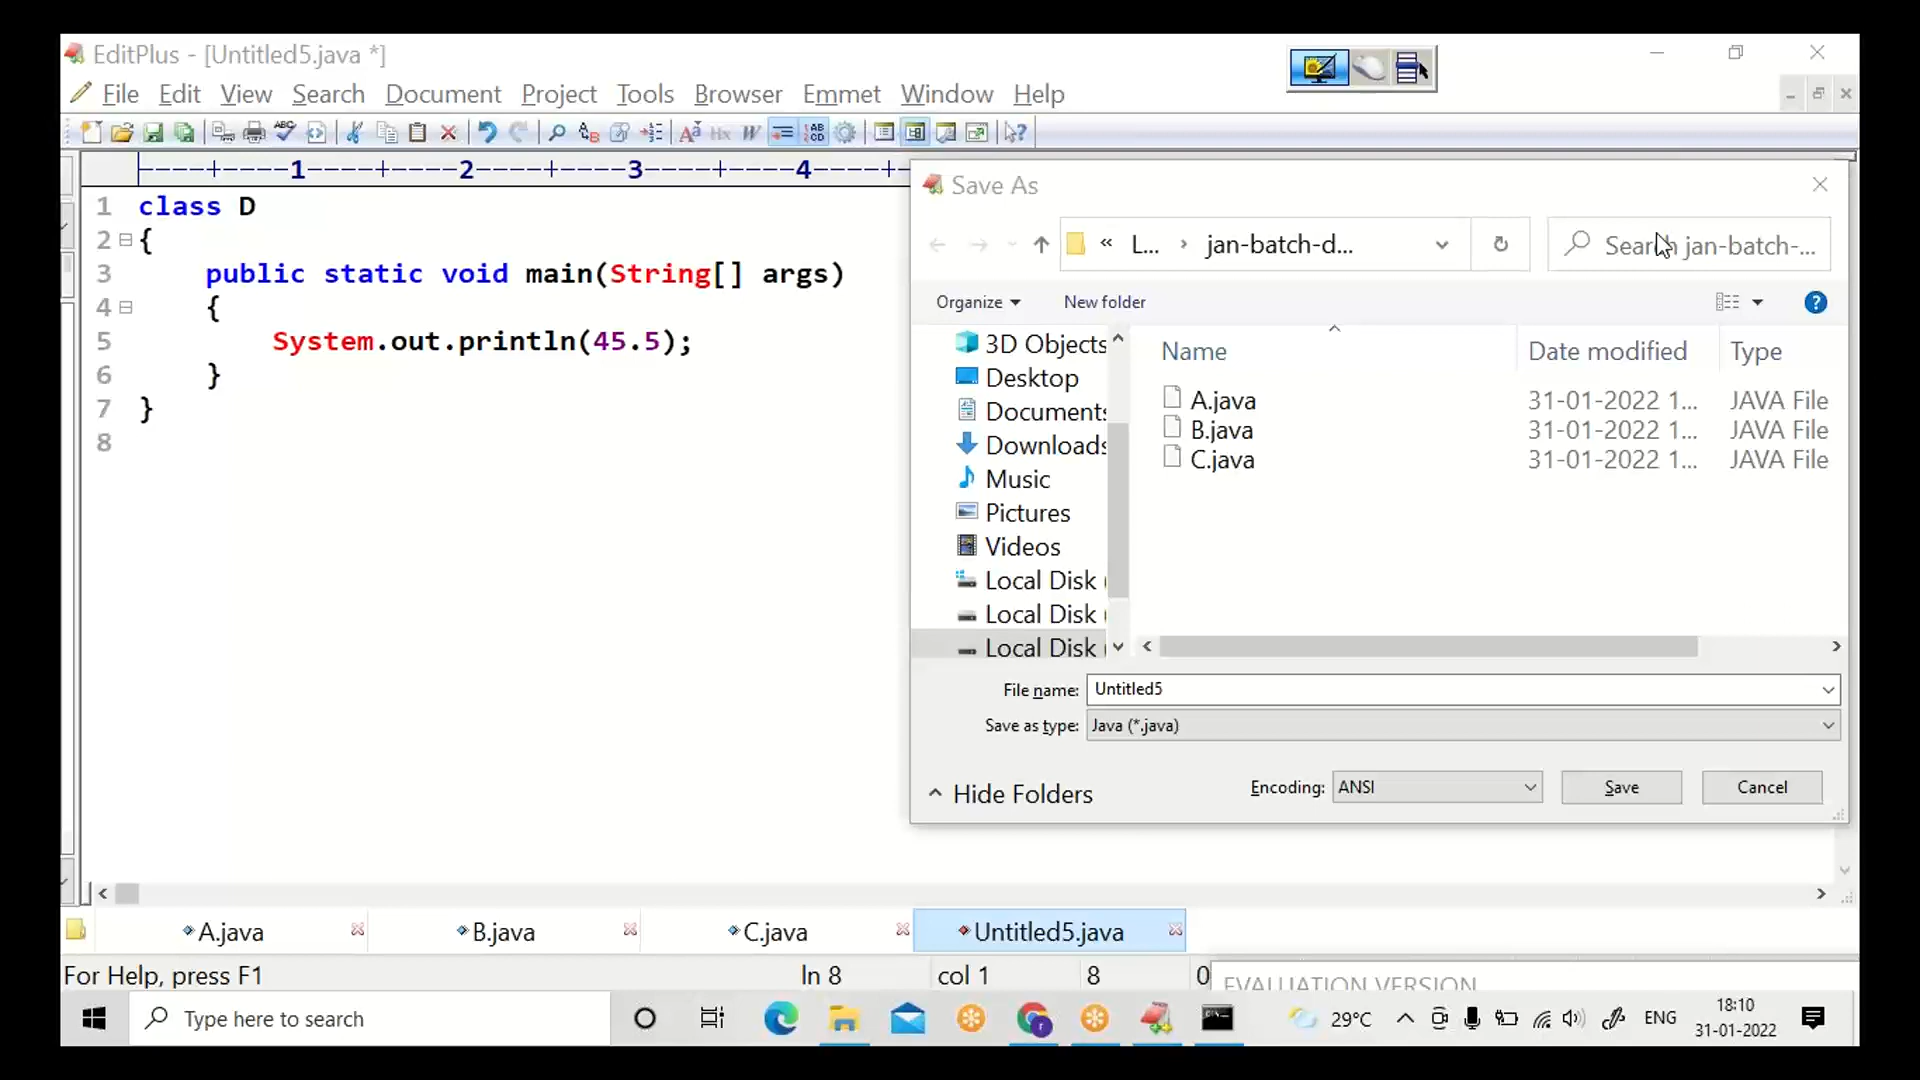 EditPlus - [Untitled5.java *]
File Edit View Search Document Project Tools Browser Emmet Window Help
----+----1----+----2----+----3----+----4----+
1 class D
2 {
3 public static void main(String[] args)
4 {
5 System.out.println(45.5);
6 }
7 }
8
Save As
« L... › jan-batch-d...
Search jan-batch-...
Organize New folder
3D Objects
Desktop
Documents
Downloads
Music
Pictures
Videos
Local Disk (
Local Disk (
Local Disk (
Name Date modified Type
A.java 31-01-2022 1... JAVA File
B.java 31-01-2022 1... JAVA File
C.java 31-01-2022 1... JAVA File
File name: Untitled5
Save as type: Java (*.java)
Hide Folders
Encoding: ANSI Save Cancel
A.java B.java C.java Untitled5.java
For Help, press F1 ln 8 col 1 8 0
EVALUATION VERSION
Type here to search
29°C ENG
18:10
31-01-2022